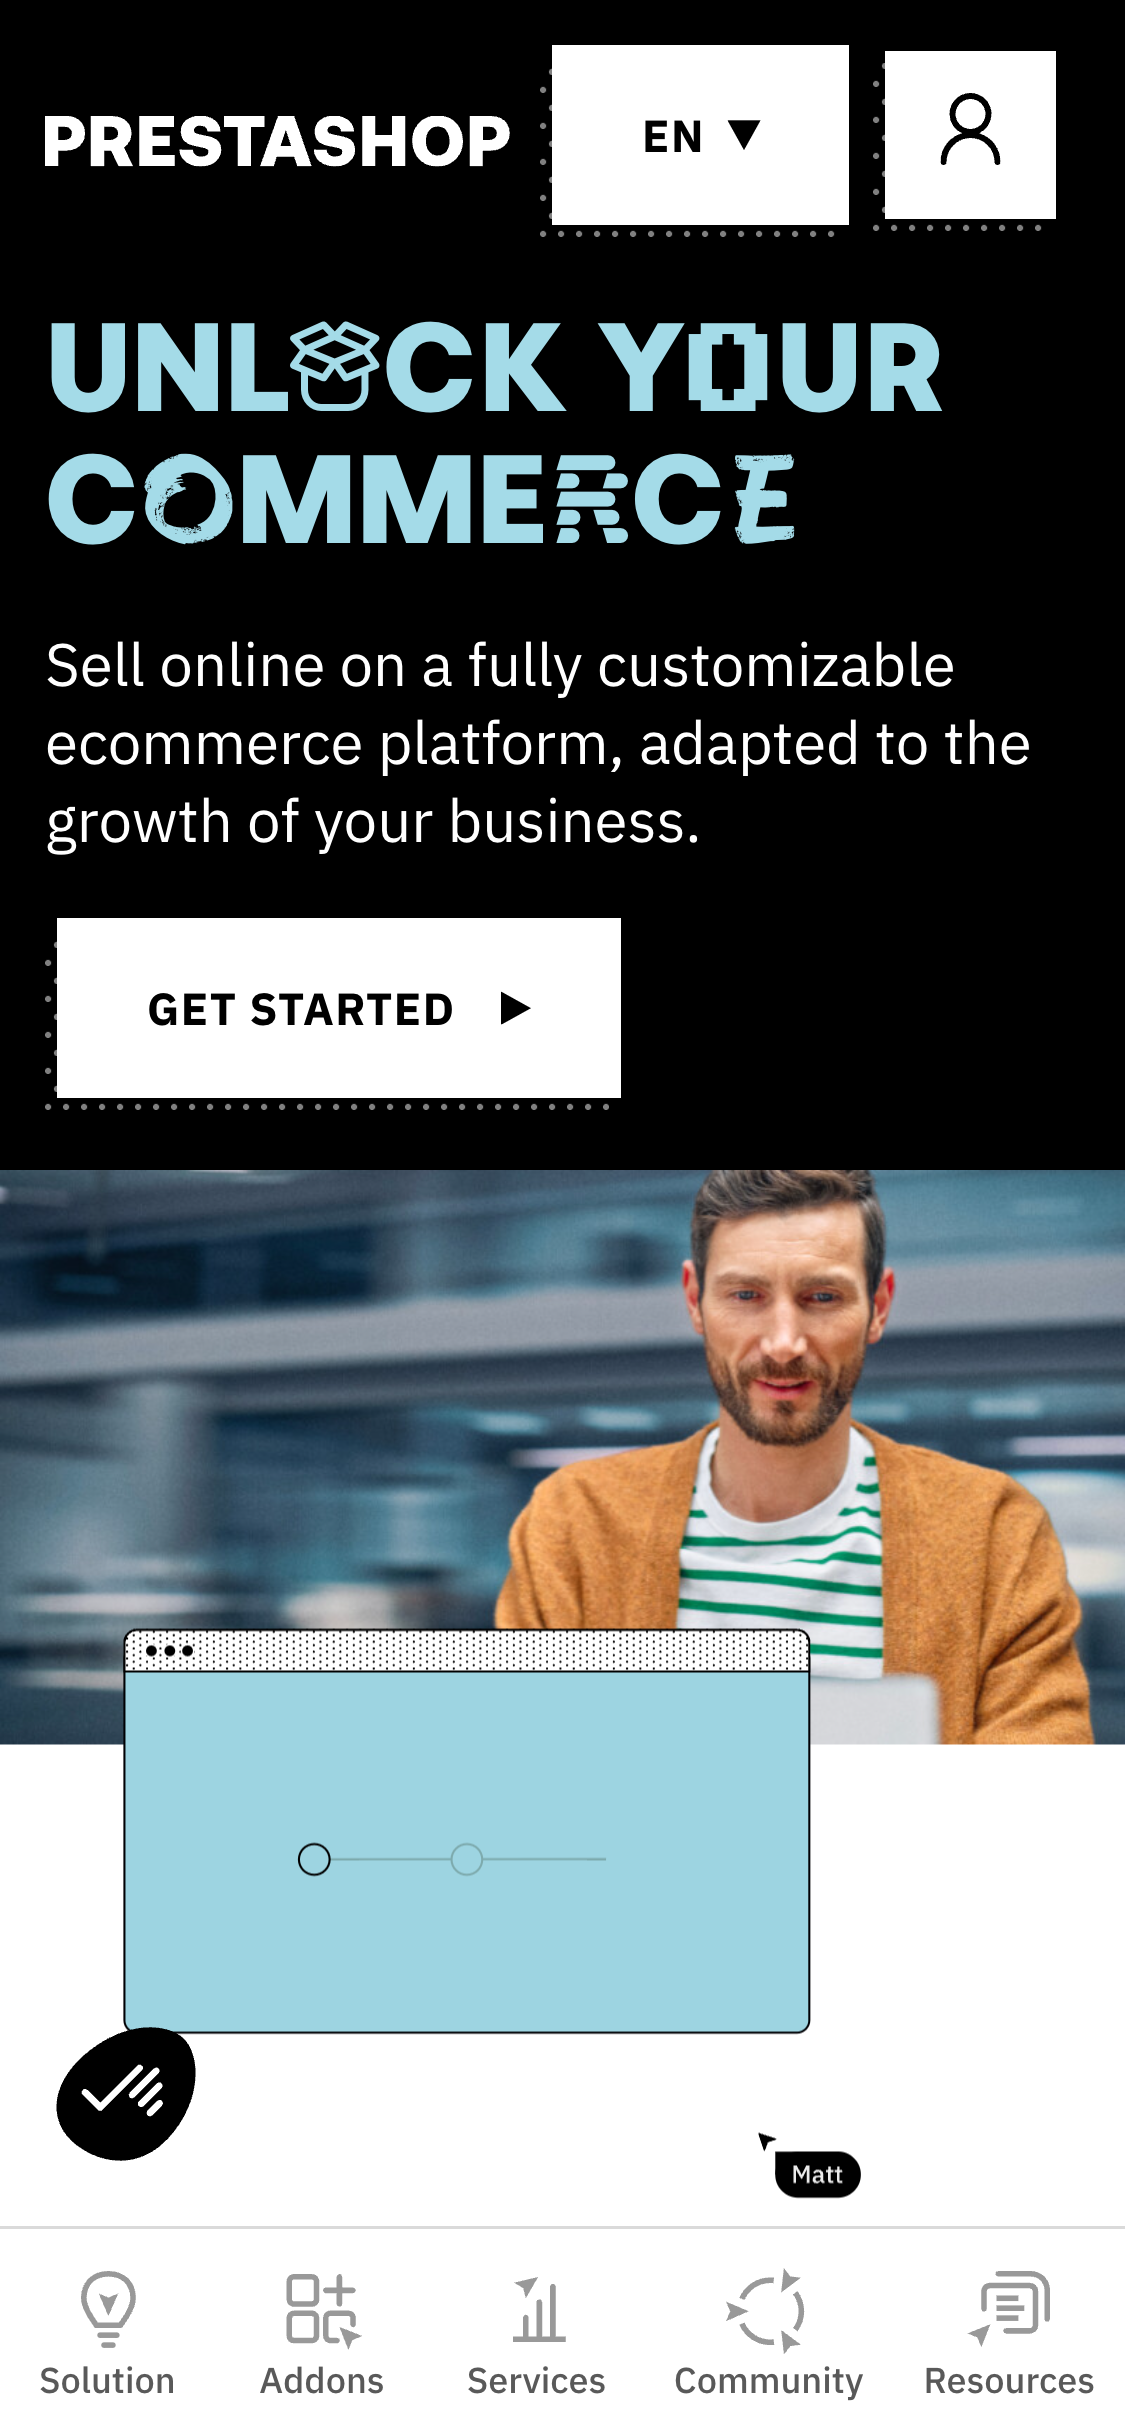 PRESTASHOP
EN
UNLOCK YOUR
COMMERCE
Sell online on a fully customizable
ecommerce platform, adapted to the
growth of your business.
GET STARTED
Matt
Solution
Addons
Services
Community
Resources